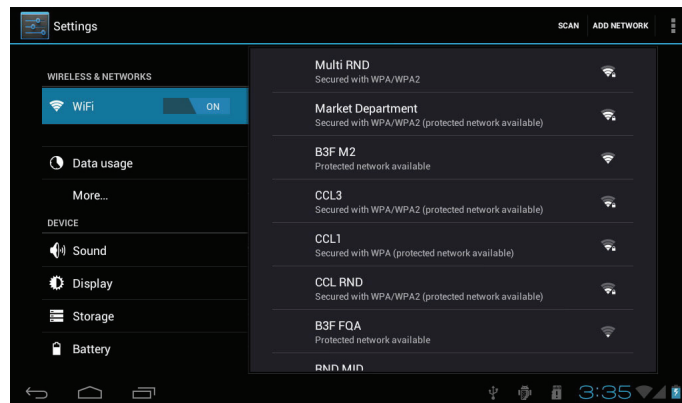 Settings
SCAN ADD NETWORK
WIRELESS & NETWORKS
WiFi ON
Data usage
More...
DEVICE
Sound
Display
Storage
Battery
Multi RND
Secured with WPA/WPA2
Market Department
Secured with WPA/WPA2 (protected network available)
B3F M2
Protected network available
CCL3
Secured with WPA/WPA2 (protected network available)
CCL1
Secured with WPA (protected network available)
CCL RND
Secured with WPA/WPA2 (protected network available)
B3F FQA
Protected network available
RND MID
3:35